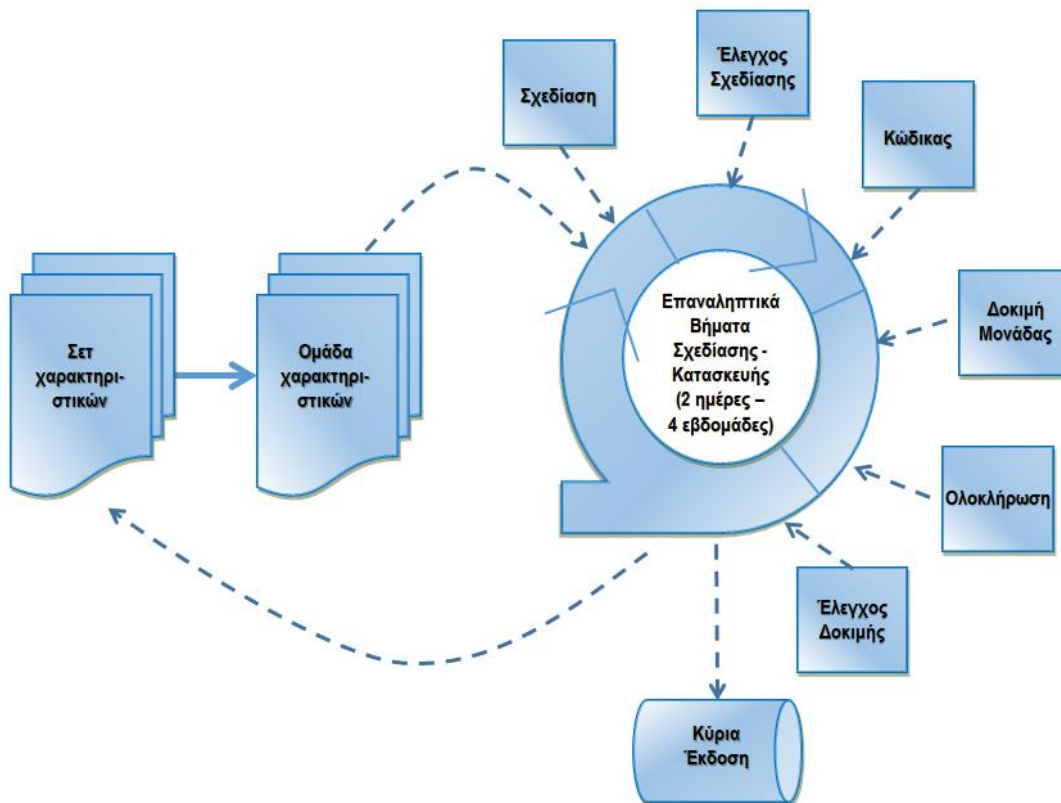 Σχεδίαση
Έλεγχος
Σχεδίασης
Κώδικας
Δοκιμή
Μονάδας
Ολοκλήρωση
Έλεγχος
Δοκιμής
Σετ
χαρακτηρι-
στικών
Ομάδα
χαρακτηρι-
στικών
Επαναληπτικά
Βήματα
Σχεδίασης -
Κατασκευής
(2 ημέρες –
4 εβδομάδες)
Κύρια
Έκδοση